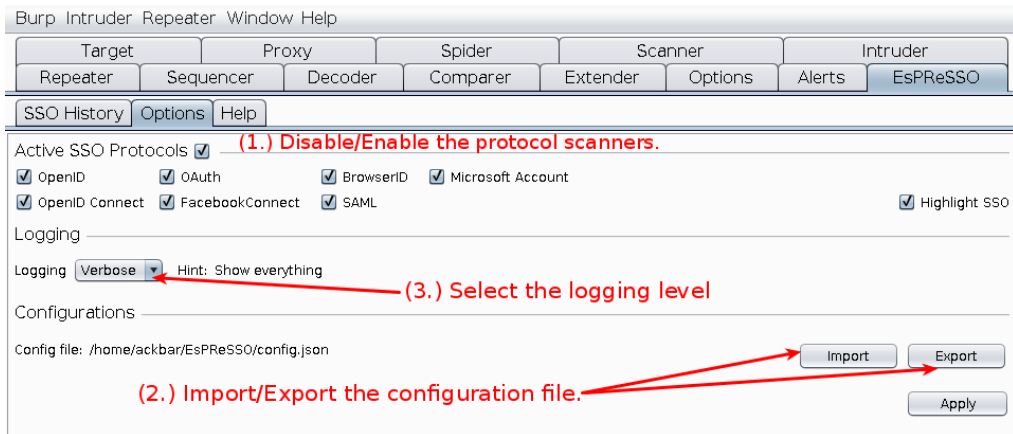 Burp Intruder Repeater Window Help
Target Proxy Spider Scanner Intruder
Repeater Sequencer Decoder Comparer Extender Options Alerts EsPReSSO
SSO History Options Help
(1.) Disable/Enable the protocol scanners.
Active SSO Protocols
OpenID OAuth BrowserID Microsoft Account
OpenID Connect FacebookConnect SAML Highlight SSO
Logging
Logging Verbose Hint: Show everything
(3.) Select the logging level
Configurations
Config file: /home/ackbar/EsPReSSO/config.json
Import Export
(2.) Import/Export the configuration file.
Apply